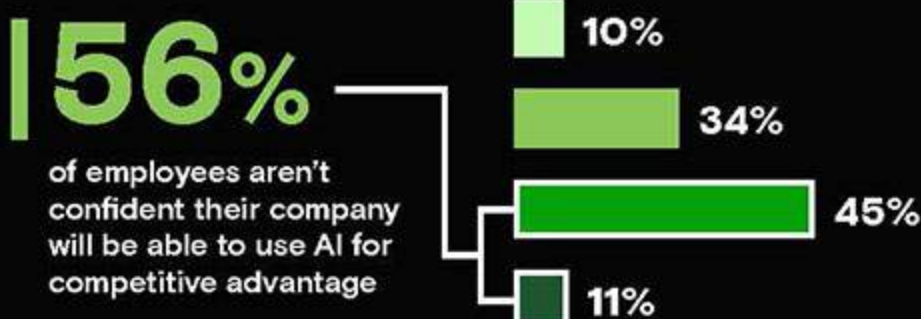 56%
of employees aren't
confident their company
will be able to use AI for
competitive advantage
10%
34%
45%
11%